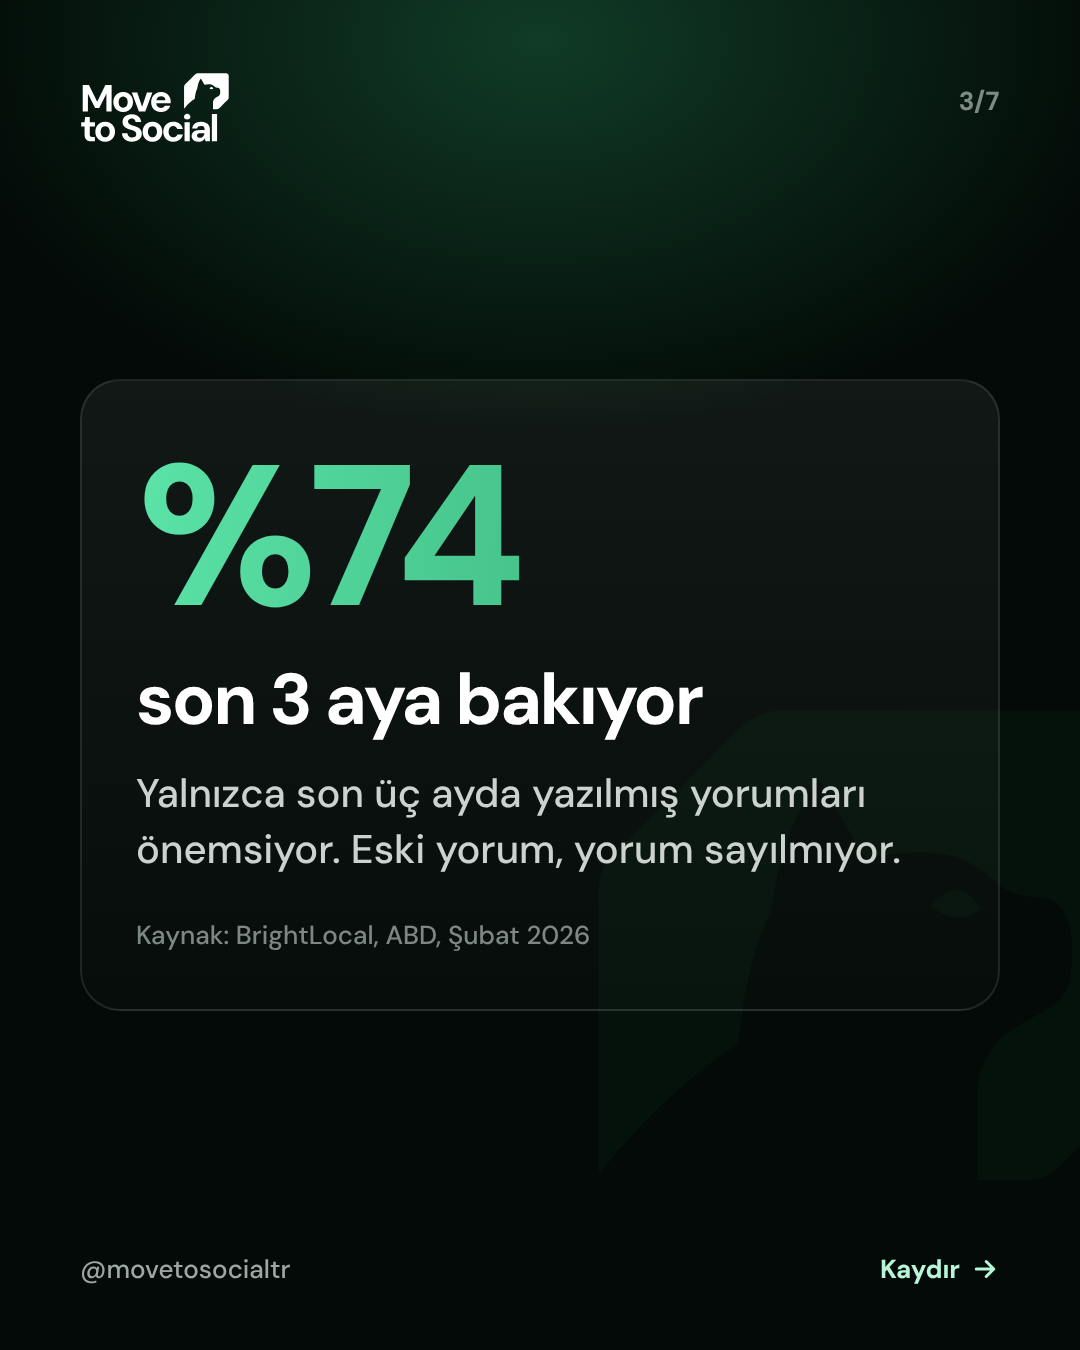 Move
to Social
3/7
%74
son 3 aya bakıyor
Yalnızca son üç ayda yazılmış yorumları
önemsiyor. Eski yorum, yorum sayılmıyor.
Kaynak: BrightLocal, ABD, Şubat 2026
@movetosocialtr
Kaydır →